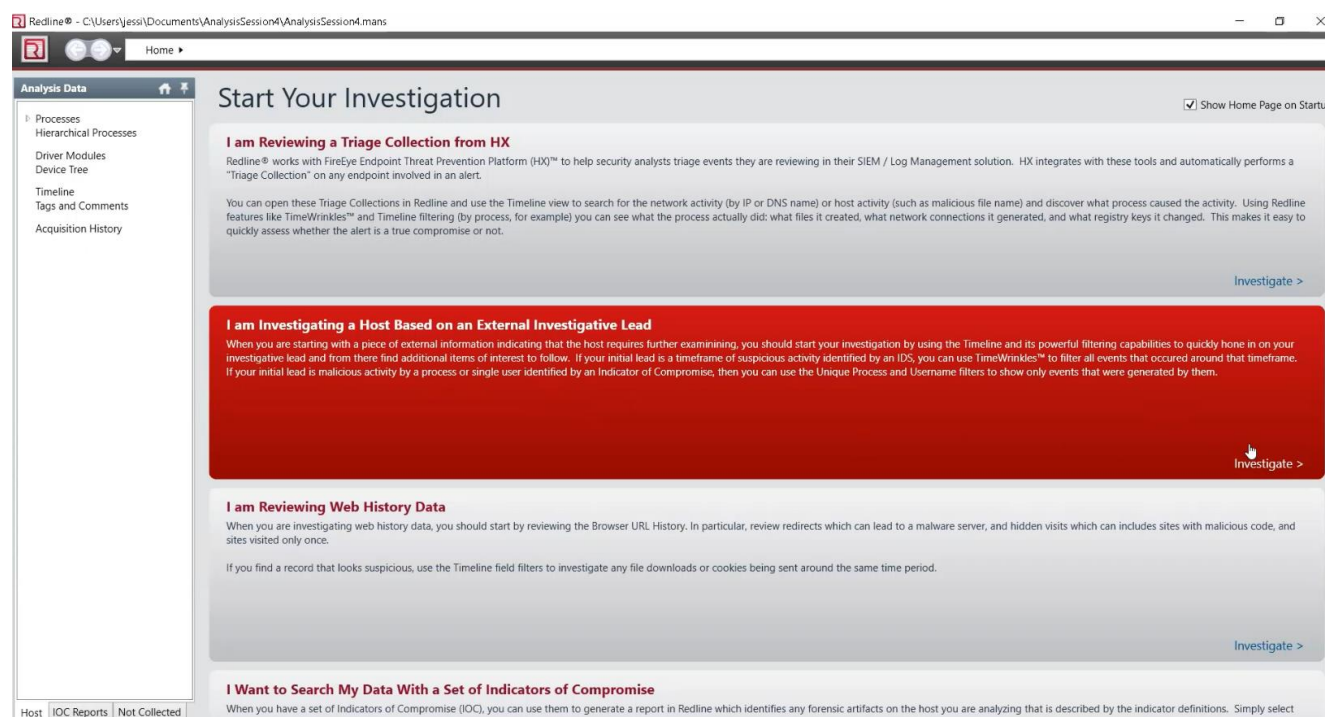 Redline® - C:\Users\jessi\Documents\AnalysisSession4\AnalysisSession4.mans
Home
Analysis Data
Processes
Hierarchical Processes
Driver Modules
Device Tree
Timeline
Tags and Comments
Acquisition History
Host
IOC Reports
Not Collected
Start Your Investigation
Show Home Page on Startu
I am Reviewing a Triage Collection from HX
Redline® works with FireEye Endpoint Threat Prevention Platform (HX)™ to help security analysts triage events they are reviewing in their SIEM / Log Management solution. HX integrates with these tools and automatically performs a
"Triage Collection" on any endpoint involved in an alert.
You can open these Triage Collections in Redline and use the Timeline view to search for the network activity (by IP or DNS name) or host activity (such as malicious file name) and discover what process caused the activity. Using Redline
features like TimeWrinkles™ and Timeline filtering (by process, for example) you can see what the process actually did: what files it created, what network connections it generated, and what registry keys it changed. This makes it easy to
quickly assess whether the alert is a true compromise or not.
Investigate >
I am Investigating a Host Based on an External Investigative Lead
When you are starting with a piece of external information indicating that the host requires further examinining, you should start your investigation by using the Timeline and its powerful filtering capabilities to quickly hone in on your
investigative lead and from there find additional items of interest to follow. If your initial lead is a timeframe of suspicious activity identified by an IDS, you can use TimeWrinkles™ to filter all events that occured around that timeframe.
If your initial lead is malicious activity by a process or single user identified by an Indicator of Compromise, then you can use the Unique Process and Username filters to show only events that were generated by them.
Investigate >
I am Reviewing Web History Data
When you are investigating web history data, you should start by reviewing the Browser URL History. In particular, review redirects which can lead to a malware server, and hidden visits which can includes sites with malicious code, and
sites visited only once.
If you find a record that looks suspicious, use the Timeline field filters to investigate any file downloads or cookies being sent around the same time period.
Investigate >
I Want to Search My Data With a Set of Indicators of Compromise
When you have a set of Indicators of Compromise (IOC), you can use them to generate a report in Redline which identifies any forensic artifacts on the host you are analyzing that is described by the indicator definitions. Simply select